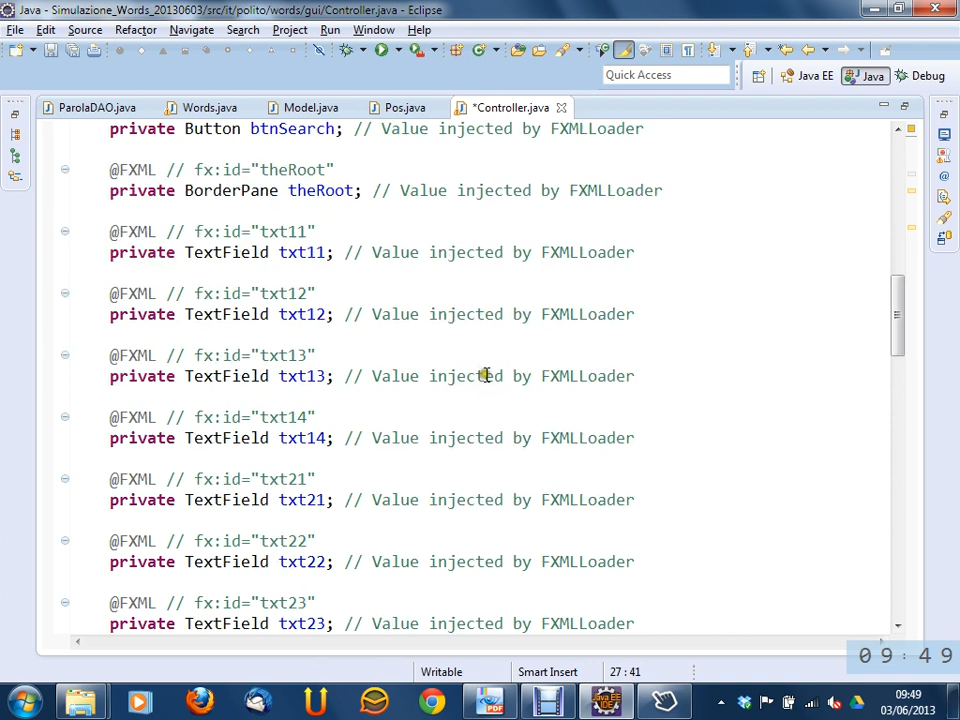 Java - Simulazione_Words_20130603/src/it/polito/words/gui/Controller.java - Eclipse
File Edit Source Refactor Navigate Search Project Run Window Help
Quick Access
Java EE
Java
Debug
ParolaDAO.java
Words.java
Model.java
Pos.java
*Controller.java
private Button btnSearch; // Value injected by FXMLLoader
@FXML // fx:id="theRoot"
private BorderPane theRoot; // Value injected by FXMLLoader
@FXML // fx:id="txt11"
private TextField txt11; // Value injected by FXMLLoader
@FXML // fx:id="txt12"
private TextField txt12; // Value injected by FXMLLoader
@FXML // fx:id="txt13"
private TextField txt13; // Value injected by FXMLLoader
@FXML // fx:id="txt14"
private TextField txt14; // Value injected by FXMLLoader
@FXML // fx:id="txt21"
private TextField txt21; // Value injected by FXMLLoader
@FXML // fx:id="txt22"
private TextField txt22; // Value injected by FXMLLoader
@FXML // fx:id="txt23"
private TextField txt23; // Value injected by FXMLLoader
09:49
Writable
Smart Insert
27 : 41
PDF
Java EE
IDE
09:49
03/06/2013